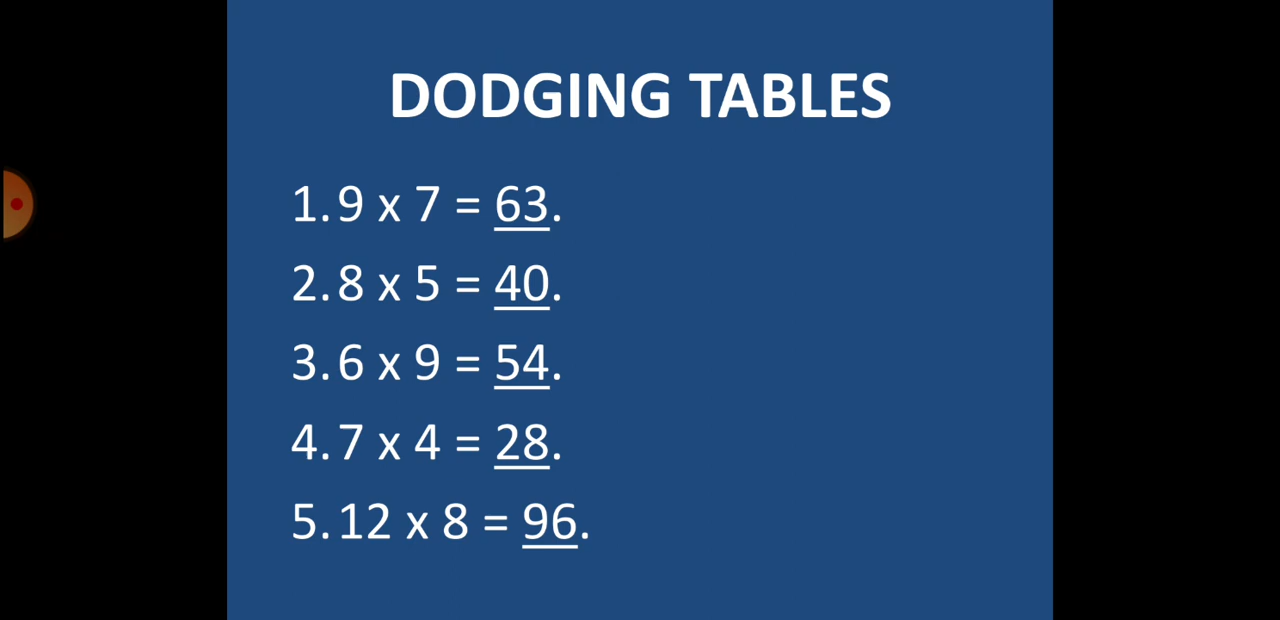 DODGING TABLES
1. 9 x 7 = 63.
2. 8 x 5 = 40.
3. 6 x 9 = 54.
4. 7 x 4 = 28.
5. 12 x 8 = 96.